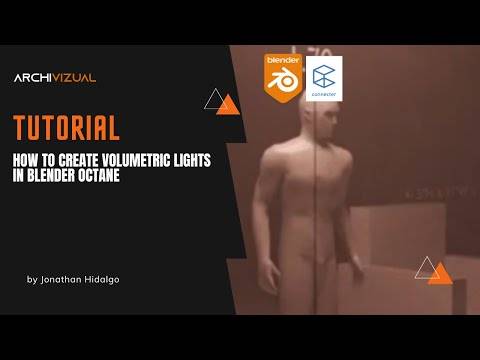 ARCHIVIZUAL
TUTORIAL
HOW TO CREATE VOLUMETRIC LIGHTS
IN BLENDER OCTANE
by Jonathan Hidalgo
blender
connecter